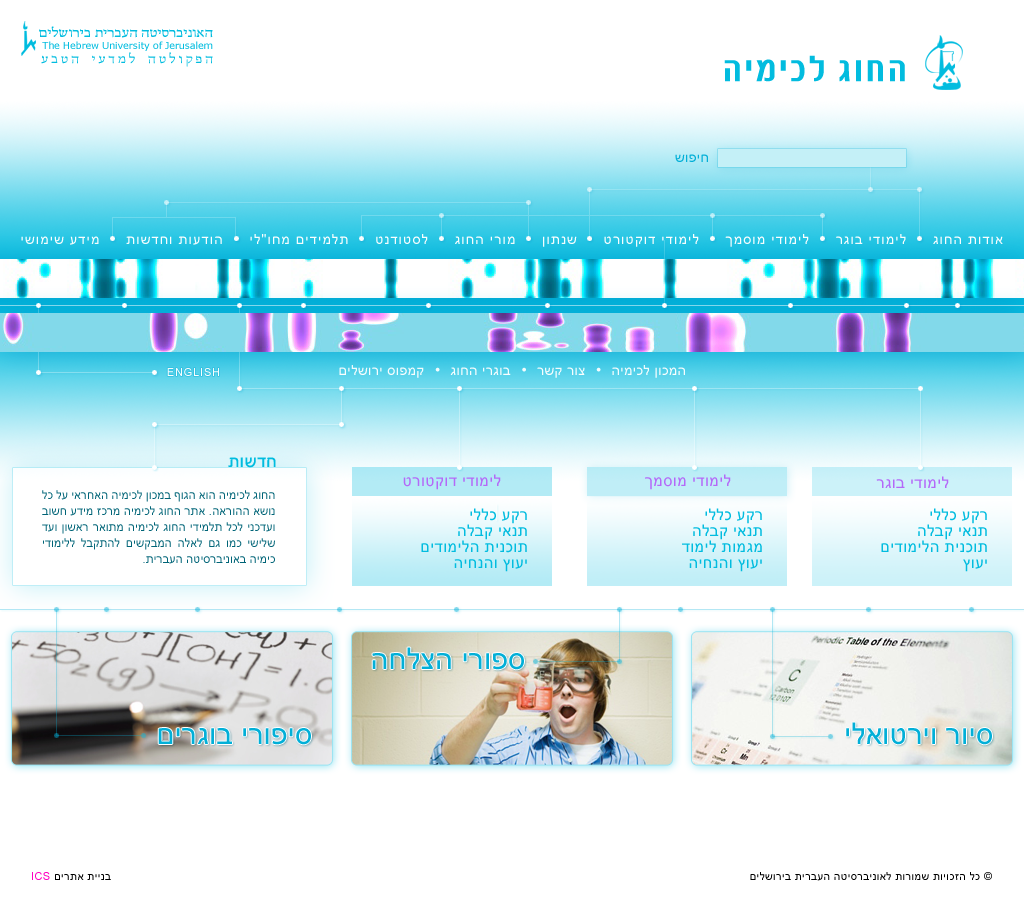 האוניברסיטה העברית בירושלים
The Hebrew University of Jerusalem
הפקולטה למדעי הטבע
החוג לכימיה
חיפוש
אודות החוג
לימודי בוגר
לימודי מוסמך
לימודי דוקטורט
שנתון
מורי החוג
לסטודנט
תלמידים מחו"לי
הודעות וחדשות
מידע שימושי
המכון לכימיה • צור קשר • בוגרי החוג • קמפוס ירושלים
ENGLISH
לימודי בוגר
רקע כללי
תנאי קבלה
תוכנית הלימודים
יעוץ
לימודי מוסמך
רקע כללי
תנאי קבלה
מגמות לימוד
יעוץ והנחיה
לימודי דוקטורט
רקע כללי
תנאי קבלה
תוכנית הלימודים
יעוץ והנחיה
חדשות
החוג לכימיה הוא הגוף במכון לכימיה האחראי על כל
נושא ההוראה. אתר החוג לכימיה מרכז מידע חשוב
ועדכני לכל תלמידי החוג לכימיה מתואר ראשון ועד
שלישי כמו גם לאלה המבקשים להתקבל ללימודי
כימיה באוניברסיטה העברית.
Periodic Table of the Elements
C
Carbon
סיור וירטואלי
ספורי הצלחה
סיפורי בוגרים
© כל הזכויות שמורות לאוניברסיטה העברית בירושלים
בניית אתרים ICS